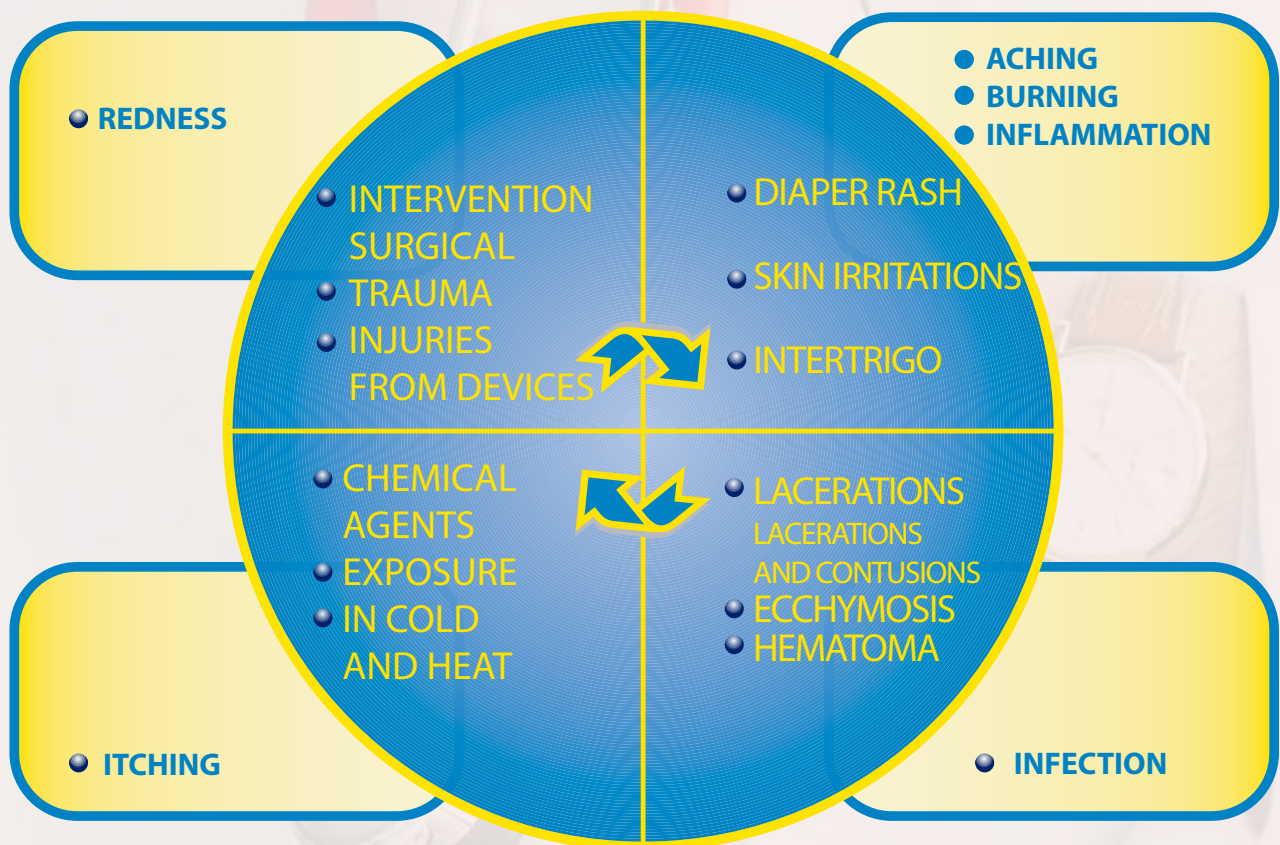 REDNESS
ACHING
BURNING
INFLAMMATION
INTERVENTION
SURGICAL
TRAUMA
INJURIES
FROM DEVICES
DIAPER RASH
SKIN IRRITATIONS
INTERTRIGO
CHEMICAL
AGENTS
EXPOSURE
IN COLD
AND HEAT
LACERATIONS
LACERATIONS
AND CONTUSIONS
ECCHYMOSIS
HEMATOMA
ITCHING
INFECTION